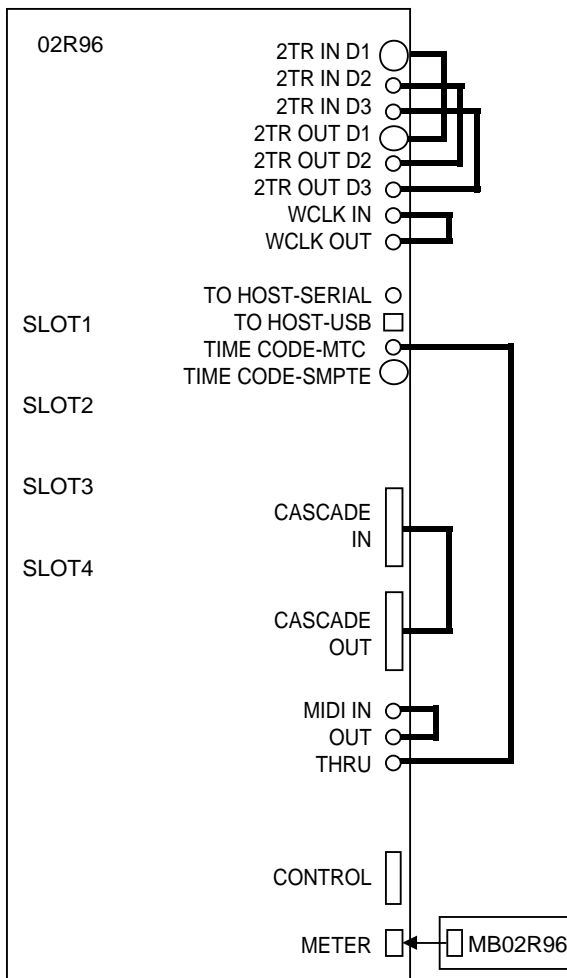 02R96
2TR IN D1
2TR IN D2
2TR IN D3
2TR OUT D1
2TR OUT D2
2TR OUT D3
WCLK IN
WCLK OUT
TO HOST-SERIAL
SLOT1
TO HOST-USB
TIME CODE-MTC
TIME CODE-SMPTE
SLOT2
SLOT3
CASCADE
IN
SLOT4
CASCADE
OUT
MIDI IN
OUT
THRU
CONTROL
METER
MB02R96